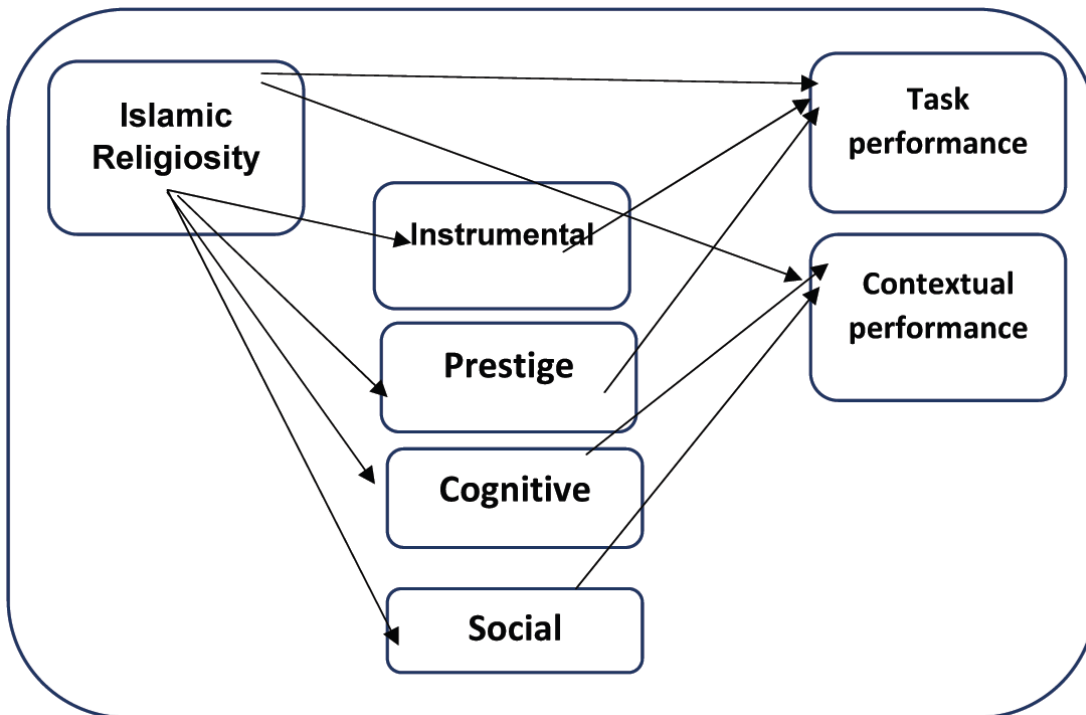 Islamic
Religiosity
Task
performance
Instrumental
Contextual
performance
Prestige
Cognitive
Social